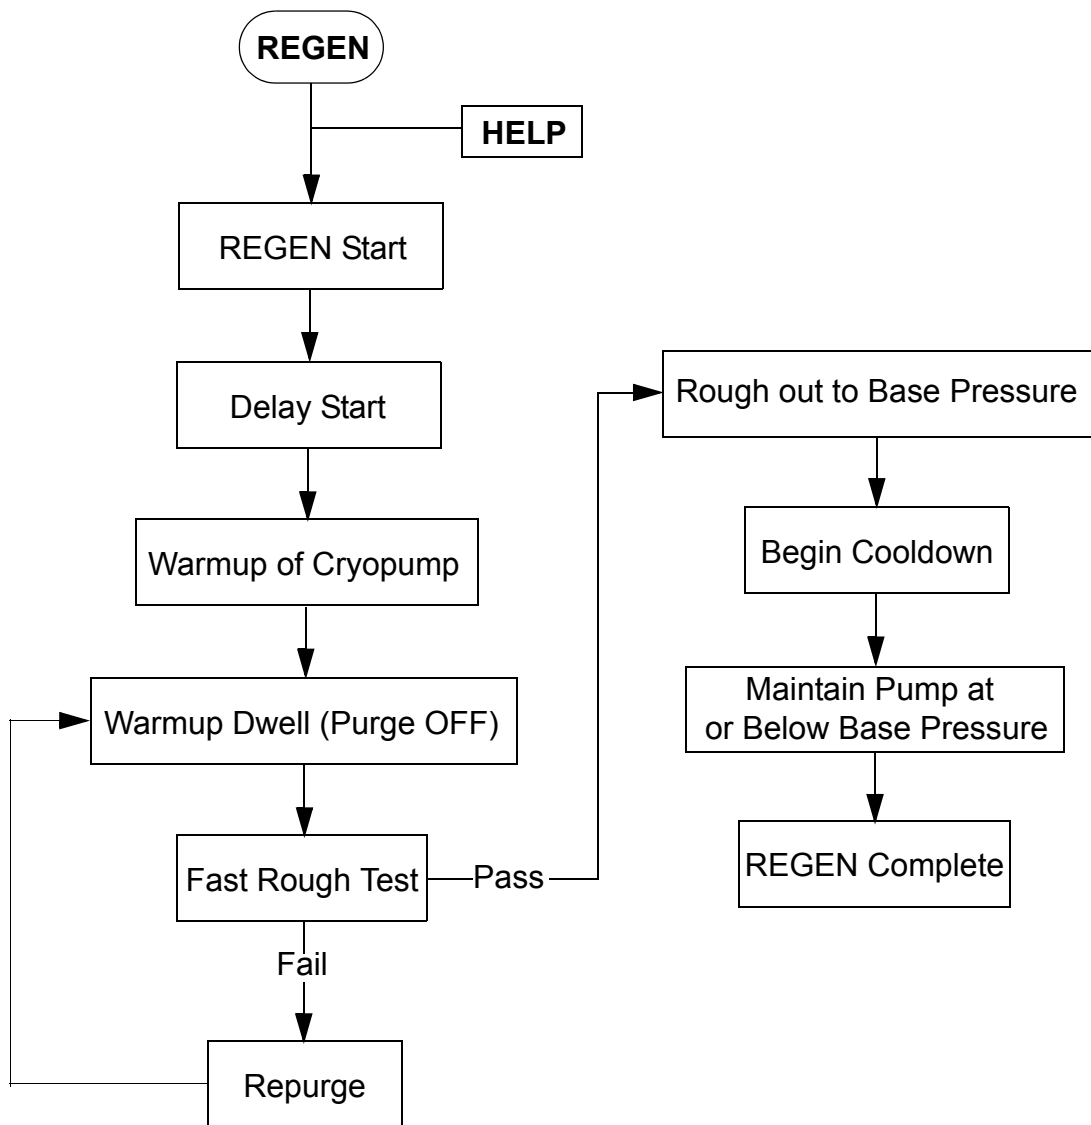 REGEN
HELP
REGEN Start
Delay Start
Warmup of Cryopump
Warmup Dwell (Purge OFF)
Fast Rough Test
Pass
Fail
Repurge
Rough out to Base Pressure
Begin Cooldown
Maintain Pump at
or Below Base Pressure
REGEN Complete